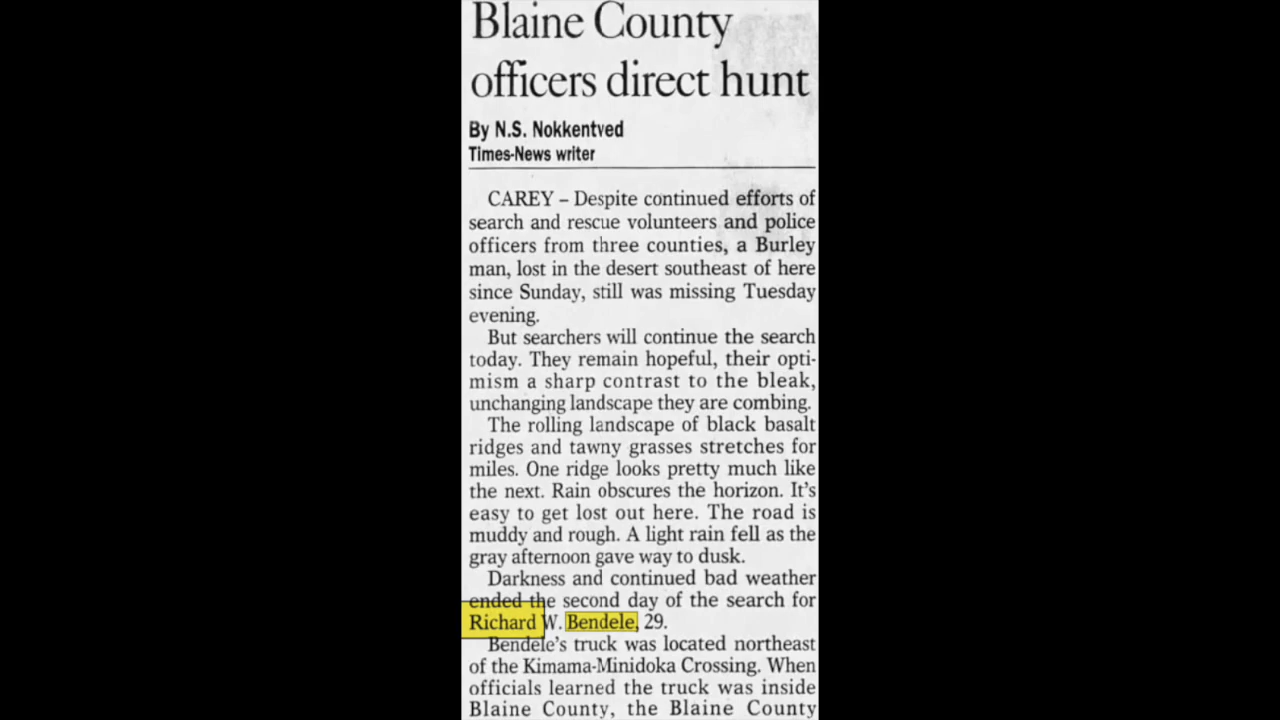 Blaine County
officers direct hunt
By N.S. Nokkentved
Times-News writer
CAREY – Despite continued efforts of
search and rescue volunteers and police
officers from three counties, a Burley
man, lost in the desert southeast of here
since Sunday, still was missing Tuesday
evening.
But searchers will continue the search
today. They remain hopeful, their opti-
mism a sharp contrast to the bleak,
unchanging landscape they are combing.
The rolling landscape of black basalt
ridges and tawny grasses stretches for
miles. One ridge looks pretty much like
the next. Rain obscures the horizon. It's
easy to get lost out here. The road is
muddy and rough. A light rain fell as the
gray afternoon gave way to dusk.
Darkness and continued bad weather
ended the second day of the search for
Richard W. Bendele, 29.
Bendele's truck was located northeast
of the Kimama-Minidoka Crossing. When
officials learned the truck was inside
Blaine County, the Blaine County